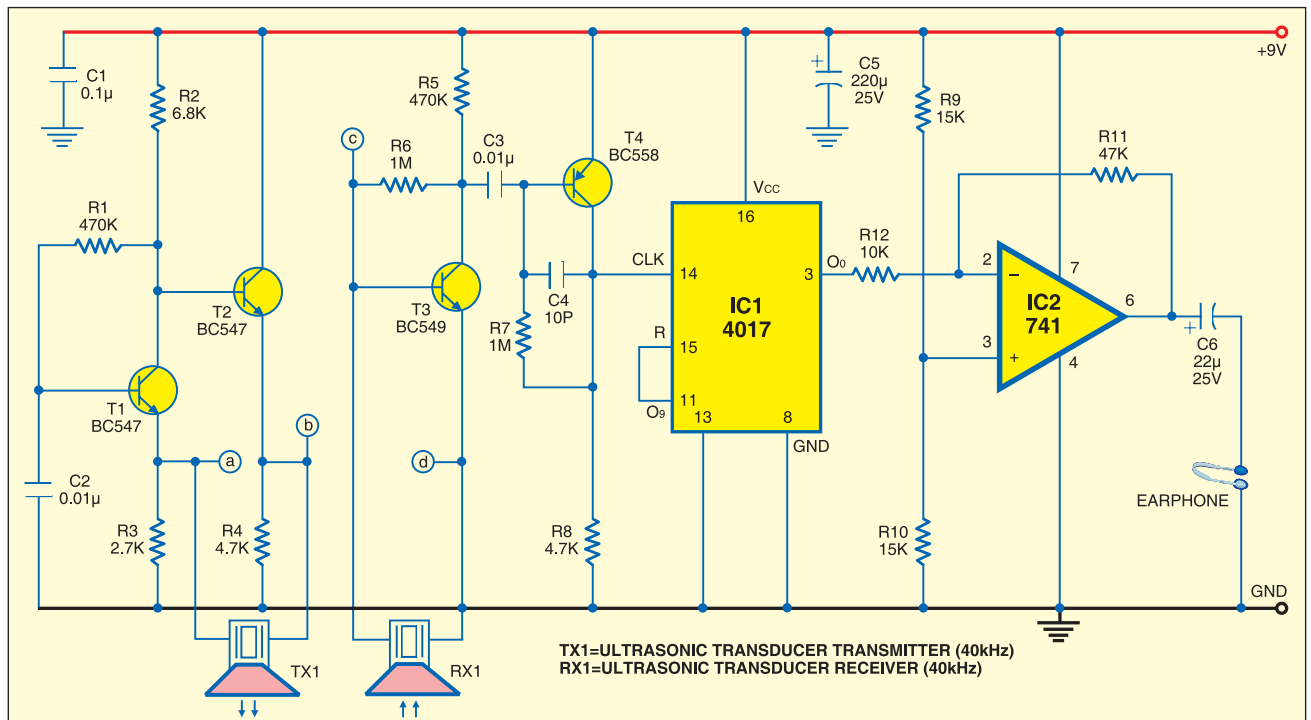 +9V
C1
0.1µ
R2
6.8K
R5
470K
C5
220µ
25V
R9
15K
c
R6
1M
C3
0.01µ
T4
BC558
R11
47K
VCC
16
R1
470K
R12
10K
CLK
14
3
O0
2
–
7
T2
BC547
T3
BC549
C4
10P
IC1
4017
IC2
741
6
R7
1M
R
15
3
+
4
+
C6
22µ
25V
T1
BC547
11
O9
13
8
GND
b
a
d
C2
0.01µ
EARPHONE
R3
2.7K
R4
4.7K
R8
4.7K
R10
15K
GND
TX1
RX1
TX1=ULTRASONIC TRANSDUCER TRANSMITTER (40kHz)
RX1=ULTRASONIC TRANSDUCER RECEIVER (40kHz)